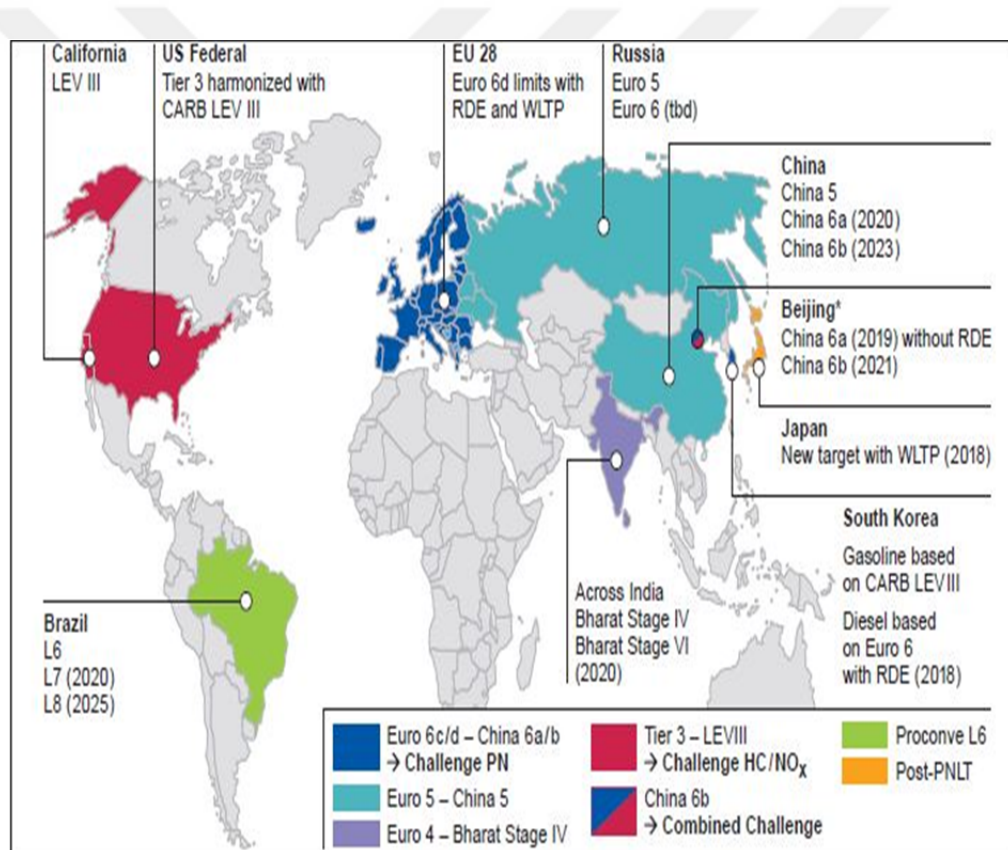 California
LEV III
US Federal
Tier 3 harmonized with
CARB LEV III
EU 28
Euro 6d limits with
RDE and WLTP
Russia
Euro 5
Euro 6 (tbd)
China
China 5
China 6a (2020)
China 6b (2023)
Beijing*
China 6a (2019) without RDE
China 6b (2021)
Japan
New target with WLTP (2018)
South Korea
Gasoline based
on CARB LEV III
Diesel based
on Euro 6
with RDE (2018)
Across India
Bharat Stage IV
Bharat Stage VI
(2020)
Brazil
L6
L7 (2020)
L8 (2025)
Euro 6c/d – China 6a/b
→ Challenge PN
Euro 5 – China 5
Euro 4 – Bharat Stage IV
Tier 3 – LEVIII
→ Challenge HC/NOX
China 6b
→ Combined Challenge
Proconve L6
Post-PNLT